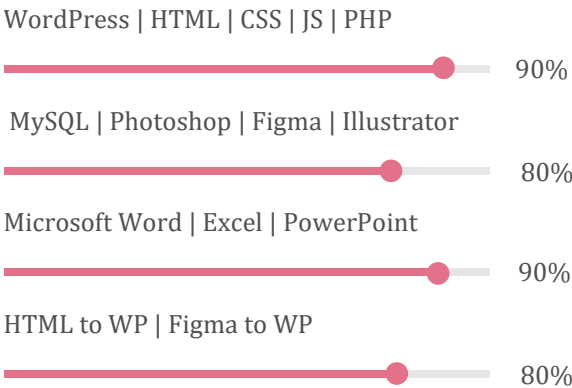 WordPress | HTML | CSS | JS | PHP
90%
MySQL | Photoshop | Figma | Illustrator
80%
Microsoft Word | Excel | PowerPoint
90%
HTML to WP | Figma to WP
80%